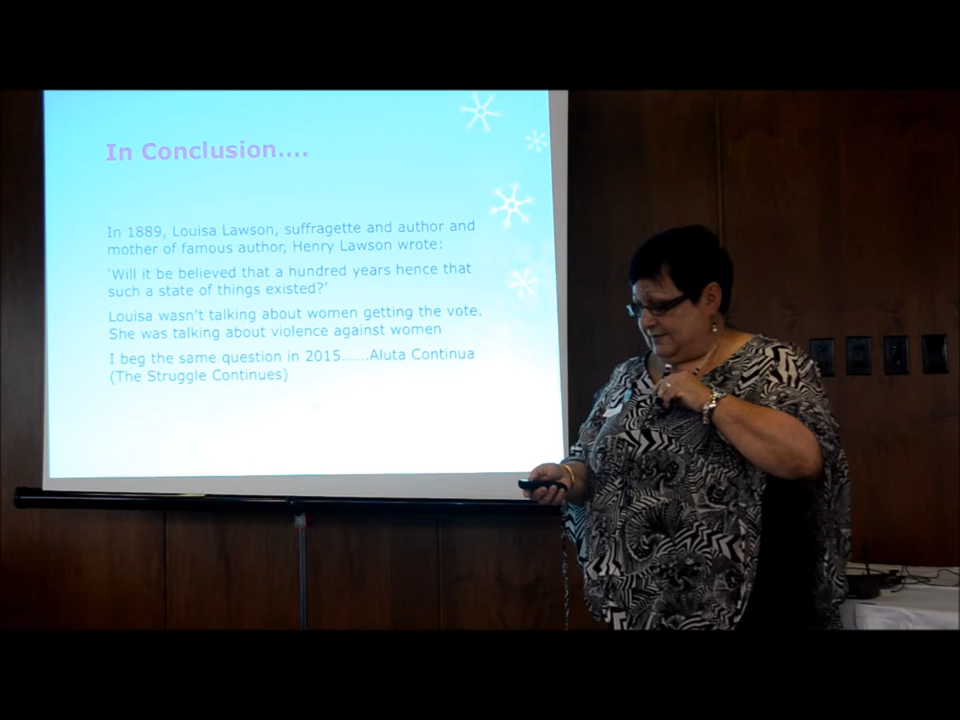 In Conclusion....
In 1889, Louisa Lawson, suffragette and author and
mother of famous author, Henry Lawson wrote:
'Will it be believed that a hundred years hence that
such a state of things existed?'
Louisa wasn't talking about women getting the vote.
She was talking about violence against women
I beg the same question in 2015.......Aluta Continua
(The Struggle Continues)